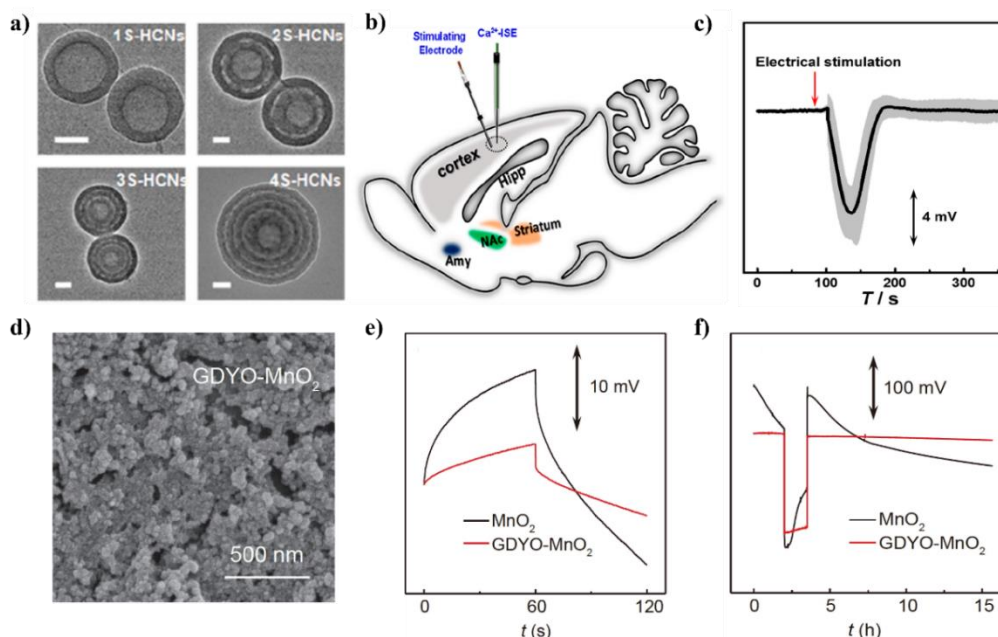 a)
1S-HCNs
2S-HCNs
3S-HCNs
4S-HCNs
b)
Stimulating
Electrode
Ca²⁺-ISE
cortex
Hipp
Striatum
NAc
Amy
c)
Electrical stimulation
4 mV
0
100
200
300
T / s
d)
GDYO-MnO₂
500 nm
e)
10 mV
MnO₂
GDYO-MnO₂
0
60
120
t (s)
f)
100 mV
MnO₂
GDYO-MnO₂
0
5
10
15
t (h)